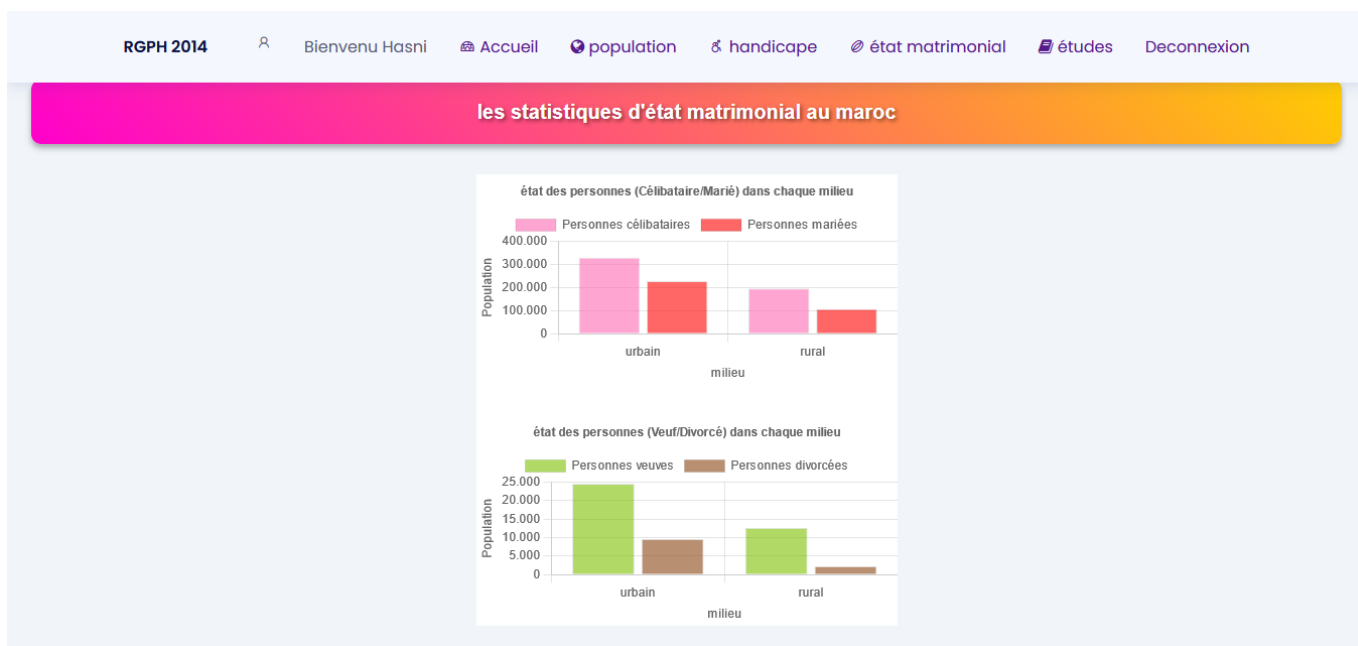 RGPH 2014 Bienvenu Hasni Accueil population handicape état matrimonial études Deconnexion
les statistiques d'état matrimonial au maroc
état des personnes (Célibataire/Marié) dans chaque milieu
Personnes célibataires Personnes mariées
400.000
300.000
200.000
100.000
0
Population
urbain rural
milieu
état des personnes (Veuf/Divorcé) dans chaque milieu
Personnes veuves Personnes divorcées
25.000
20.000
15.000
10.000
5.000
0
Population
urbain rural
milieu